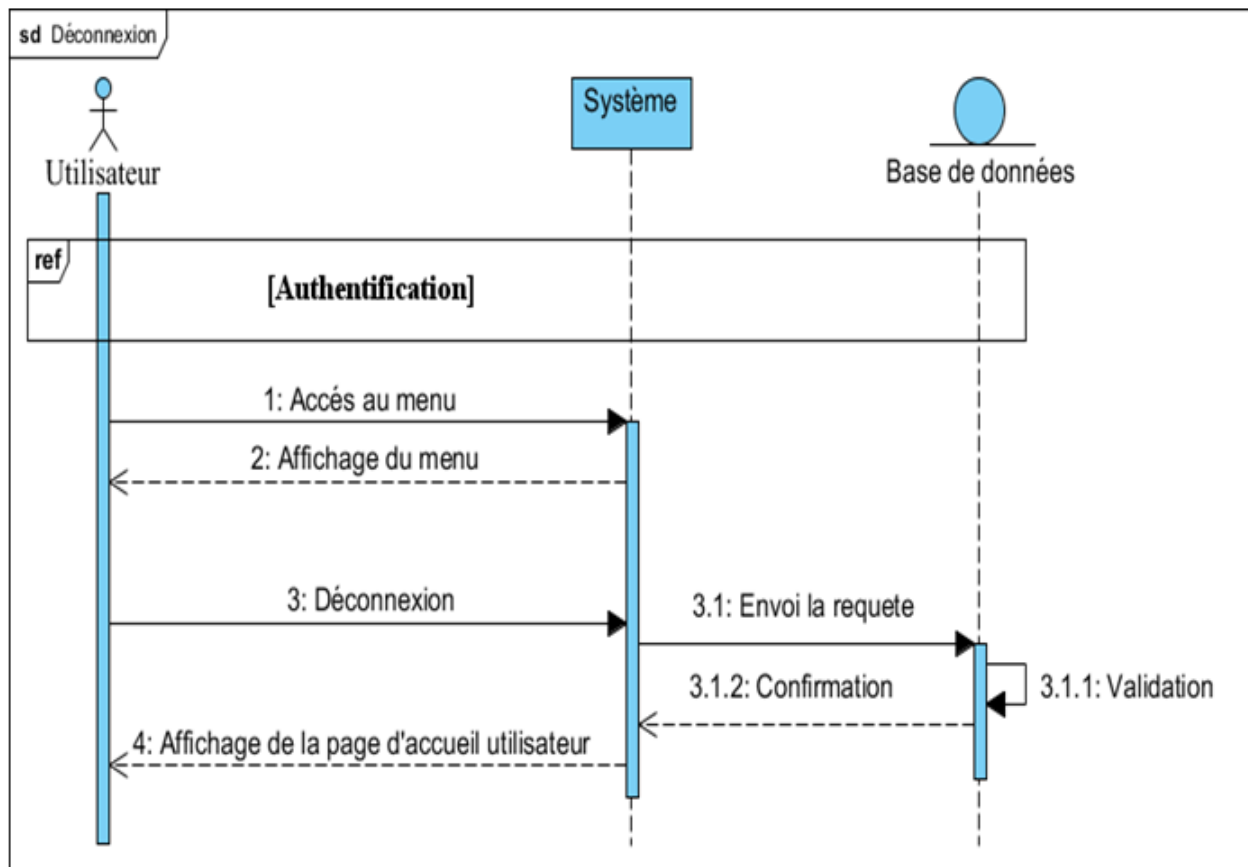 sd Déconnexion
Utilisateur
Système
Base de données
ref
[Authentification]
1: Accés au menu
2: Affichage du menu
3: Déconnexion
3.1: Envoi la requete
3.1.1: Validation
3.1.2: Confirmation
4: Affichage de la page d'accueil utilisateur